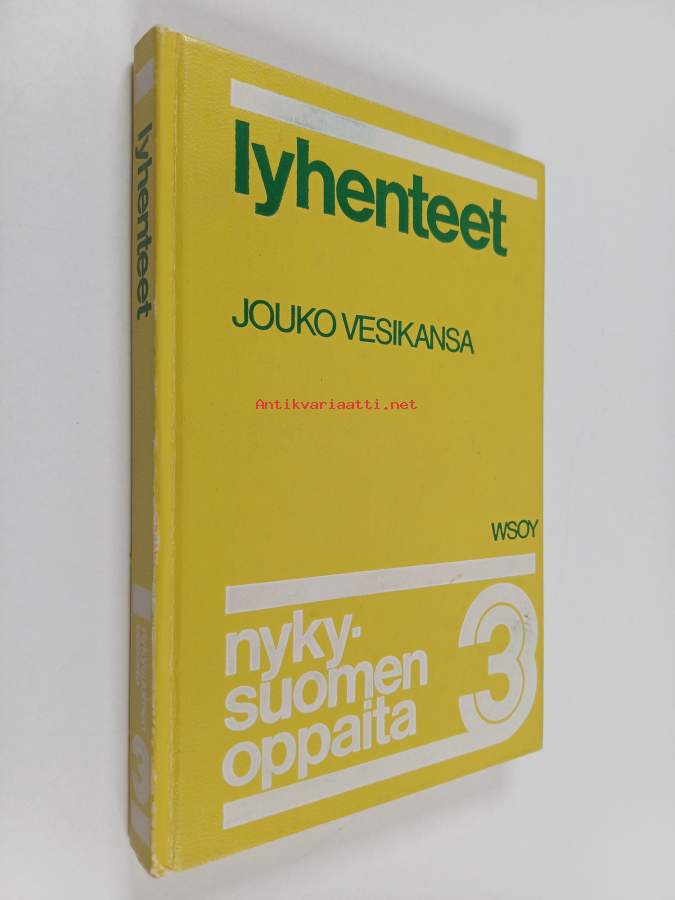 lyhenteet
JOUKO VESIKANSA
Antikvariaatti.net
WSOY
nyky-
suomen
oppaita
3
lyhenteet
3